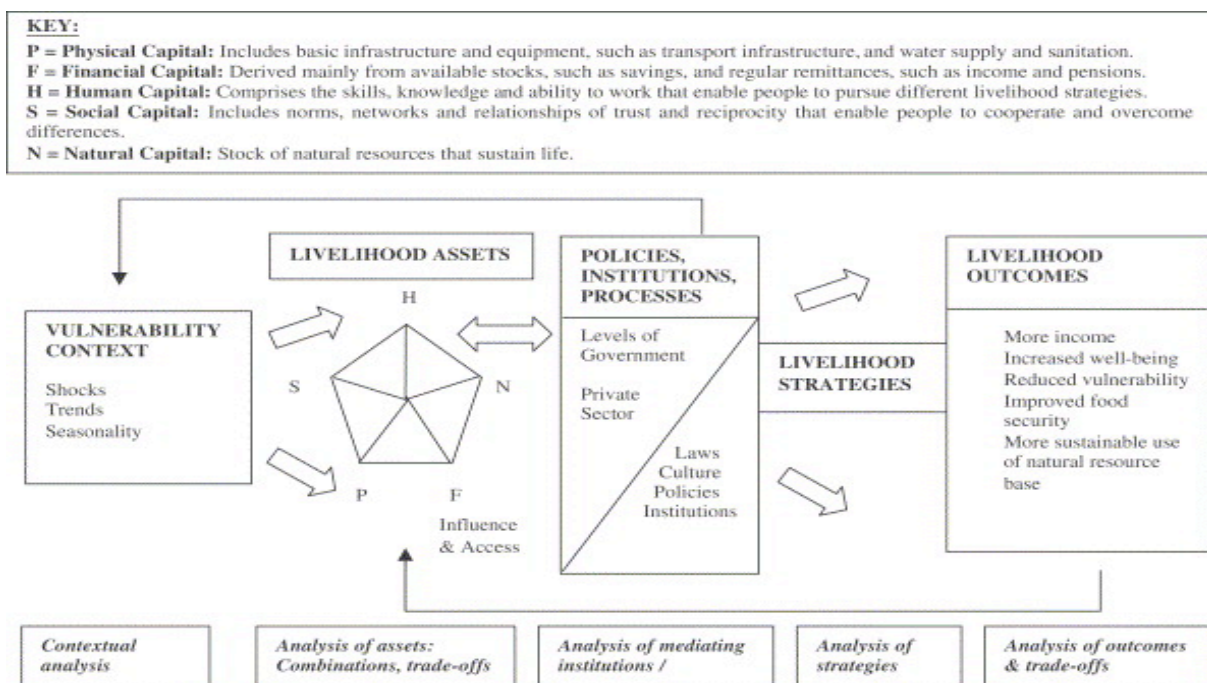 KEY:
P = Physical Capital: Includes basic infrastructure and equipment, such as transport infrastructure, and water supply and sanitation.
F = Financial Capital: Derived mainly from available stocks, such as savings, and regular remittances, such as income and pensions.
H = Human Capital: Comprises the skills, knowledge and ability to work that enable people to pursue different livelihood strategies.
S = Social Capital: Includes norms, networks and relationships of trust and reciprocity that enable people to cooperate and overcome
differences.
N = Natural Capital: Stock of natural resources that sustain life.
VULNERABILITY
CONTEXT
Shocks
Trends
Seasonality
LIVELIHOOD ASSETS
H
S
N
P
F
Influence
& Access
POLICIES,
INSTITUTIONS,
PROCESSES
Levels of
Government
Private
Sector
Laws
Culture
Policies
Institutions
LIVELIHOOD
STRATEGIES
LIVELIHOOD
OUTCOMES
More income
Increased well-being
Reduced vulnerability
Improved food
security
More sustainable use
of natural resource
base
Contextual
analysis
Analysis of assets:
Combinations, trade-offs
Analysis of mediating
institutions /
Analysis of
strategies
Analysis of outcomes
& trade-offs